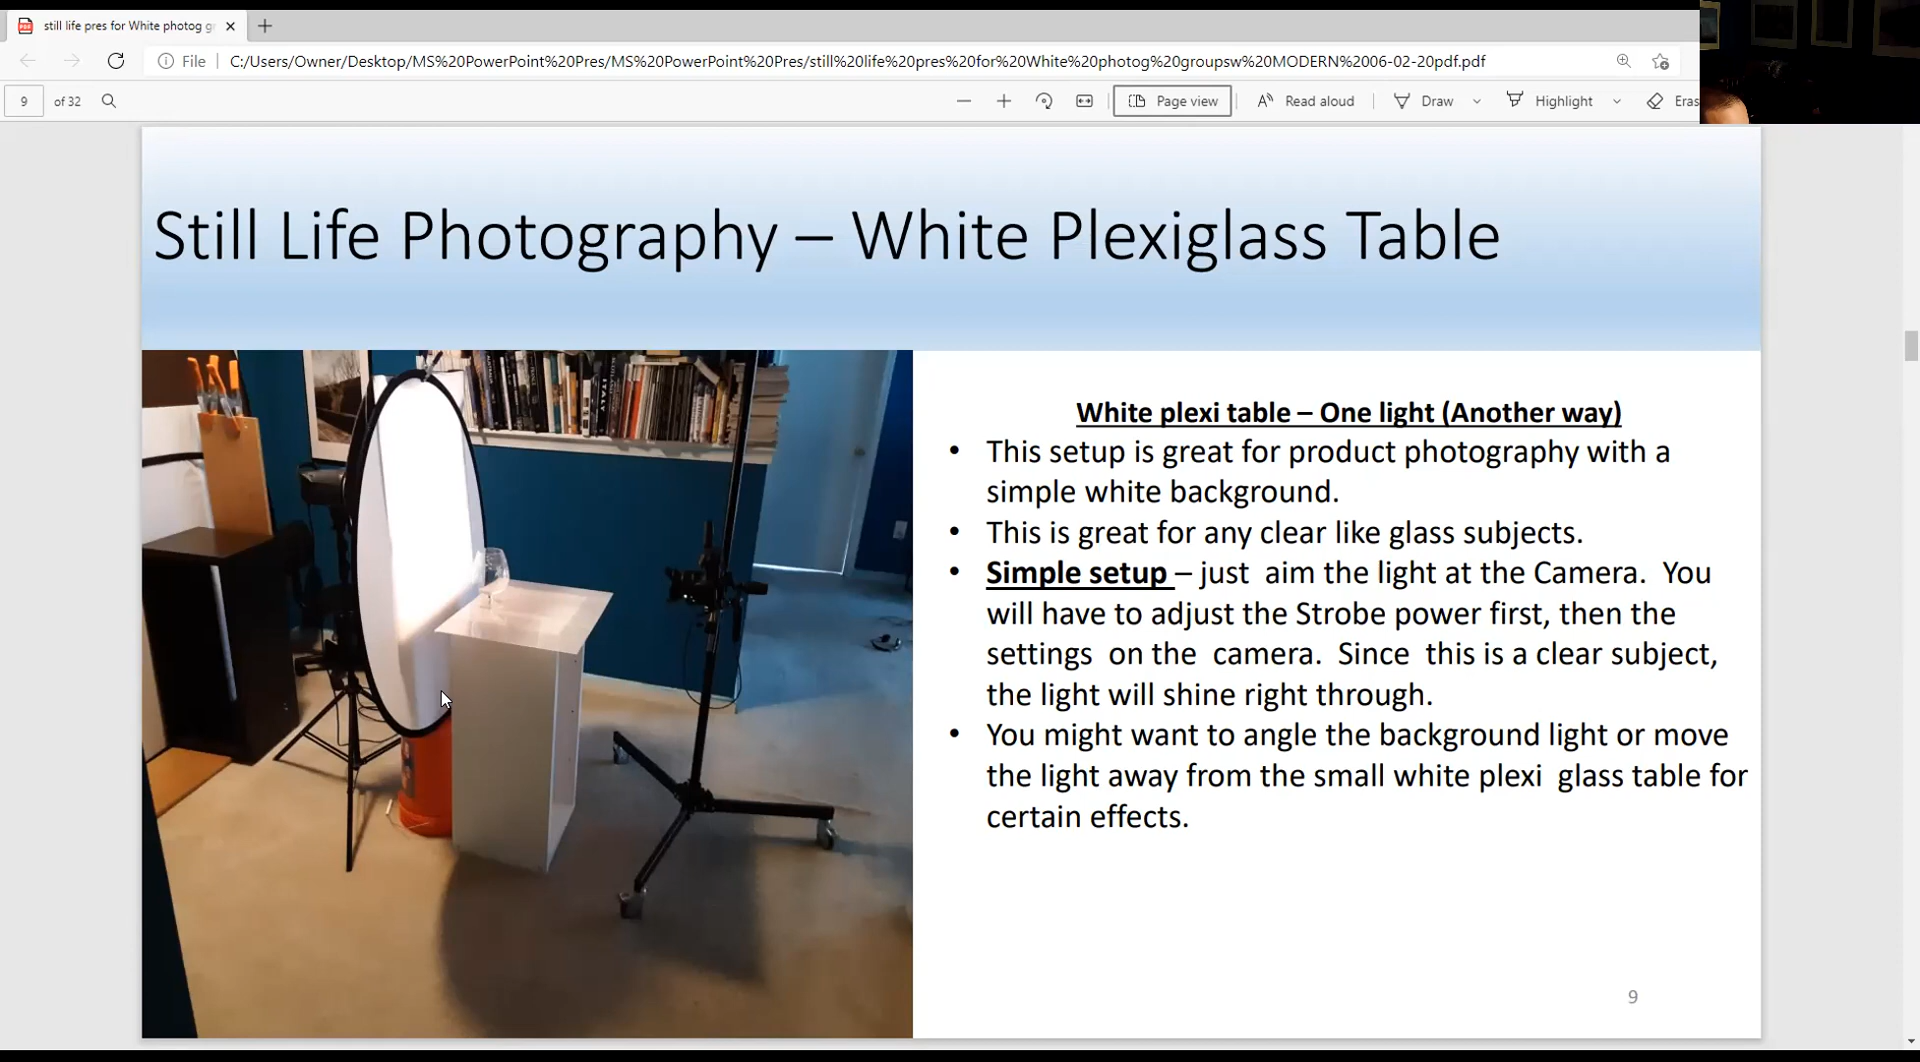 still life pres for White photog gr
File C:/Users/Owner/Desktop/MS%20PowerPoint%20Pres/MS%20PowerPoint%20Pres/still%20life%20pres%20for%20White%20photog%20groupsw%20MODERN%2006-02-20pdf.pdf
9 of 32 Page view Read aloud Draw Highlight Eras
Still Life Photography – White Plexiglass Table
ITALY
White plexi table – One light (Another way)
• This setup is great for product photography with a
simple white background.
• This is great for any clear like glass subjects.
• Simple setup – just aim the light at the Camera. You
will have to adjust the Strobe power first, then the
settings on the camera. Since this is a clear subject,
the light will shine right through.
• You might want to angle the background light or move
the light away from the small white plexi glass table for
certain effects.
9